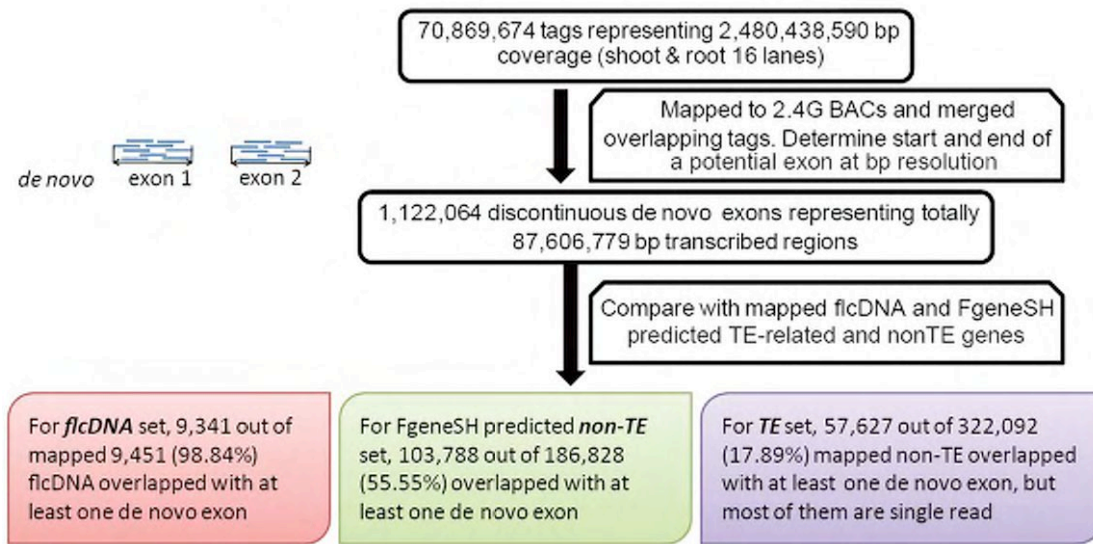 70,869,674 tags representing 2,480,438,590 bp
coverage (shoot & root 16 lanes)
Mapped to 2.4G BACs and merged
overlapping tags. Determine start and end of
a potential exon at bp resolution
de novo exon 1 exon 2
1,122,064 discontinuous de novo exons representing totally
87,606,779 bp transcribed regions
Compare with mapped flcDNA and FgeneSH
predicted TE-related and nonTE genes
For flcDNA set, 9,341 out of
mapped 9,451 (98.84%)
flcDNA overlapped with at
least one de novo exon
For FgeneSH predicted non-TE
set, 103,788 out of 186,828
(55.55%) overlapped with at
least one de novo exon
For TE set, 57,627 out of 322,092
(17.89%) mapped non-TE overlapped
with at least one de novo exon, but
most of them are single read